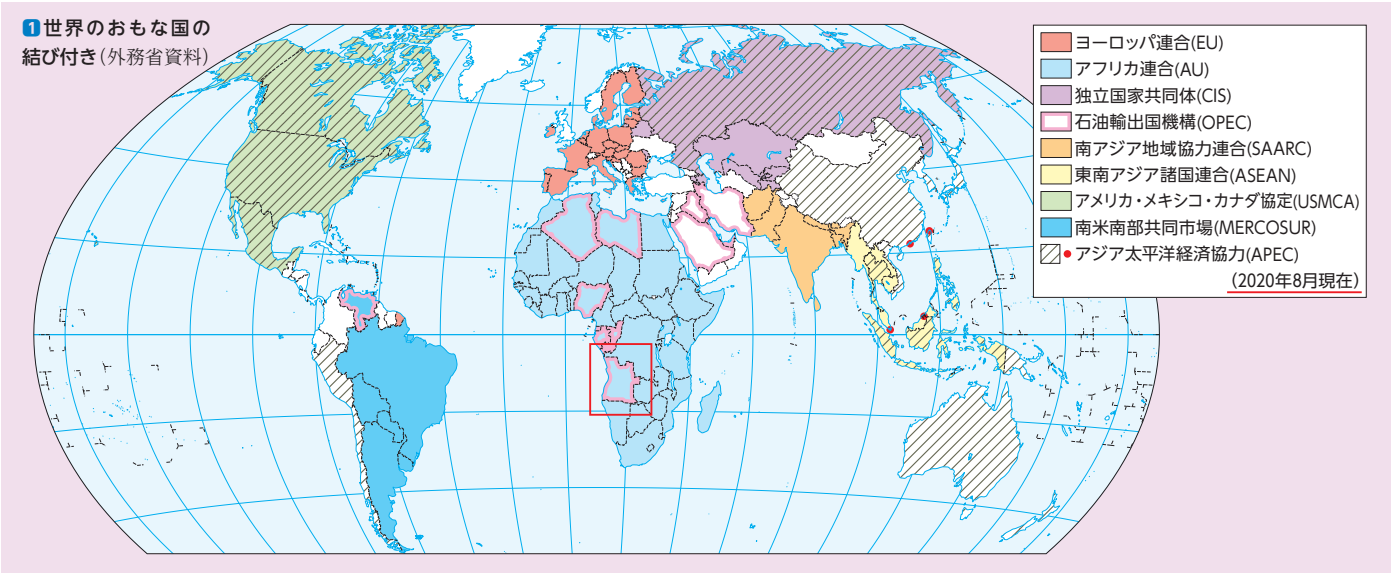 1世界のおもな国の
結び付き(外務省資料)
ヨーロッパ連合(EU)
アフリカ連合(AU)
独立国家共同体(CIS)
石油輸出国機構(OPEC)
南アジア地域協力連合(SAARC)
東南アジア諸国連合(ASEAN)
アメリカ・メキシコ・カナダ協定(USMCA)
南米南部共同市場(MERCOSUR)
アジア太平洋経済協力(APEC)
(2020年8月現在)